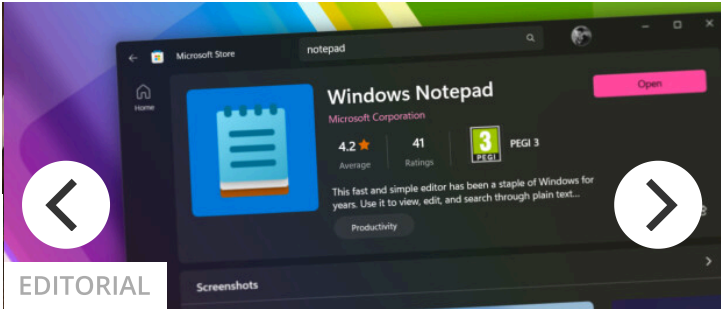 Microsoft Store
notepad
Home
Windows Notepad
Microsoft Corporation
Open
4.2
Average
41
Ratings
3
PEGI
PEGI 3
This fast and simple editor has been a staple of Windows for
years. Use it to view, edit, and search through plain text...
Productivity
Screenshots
EDITORIAL